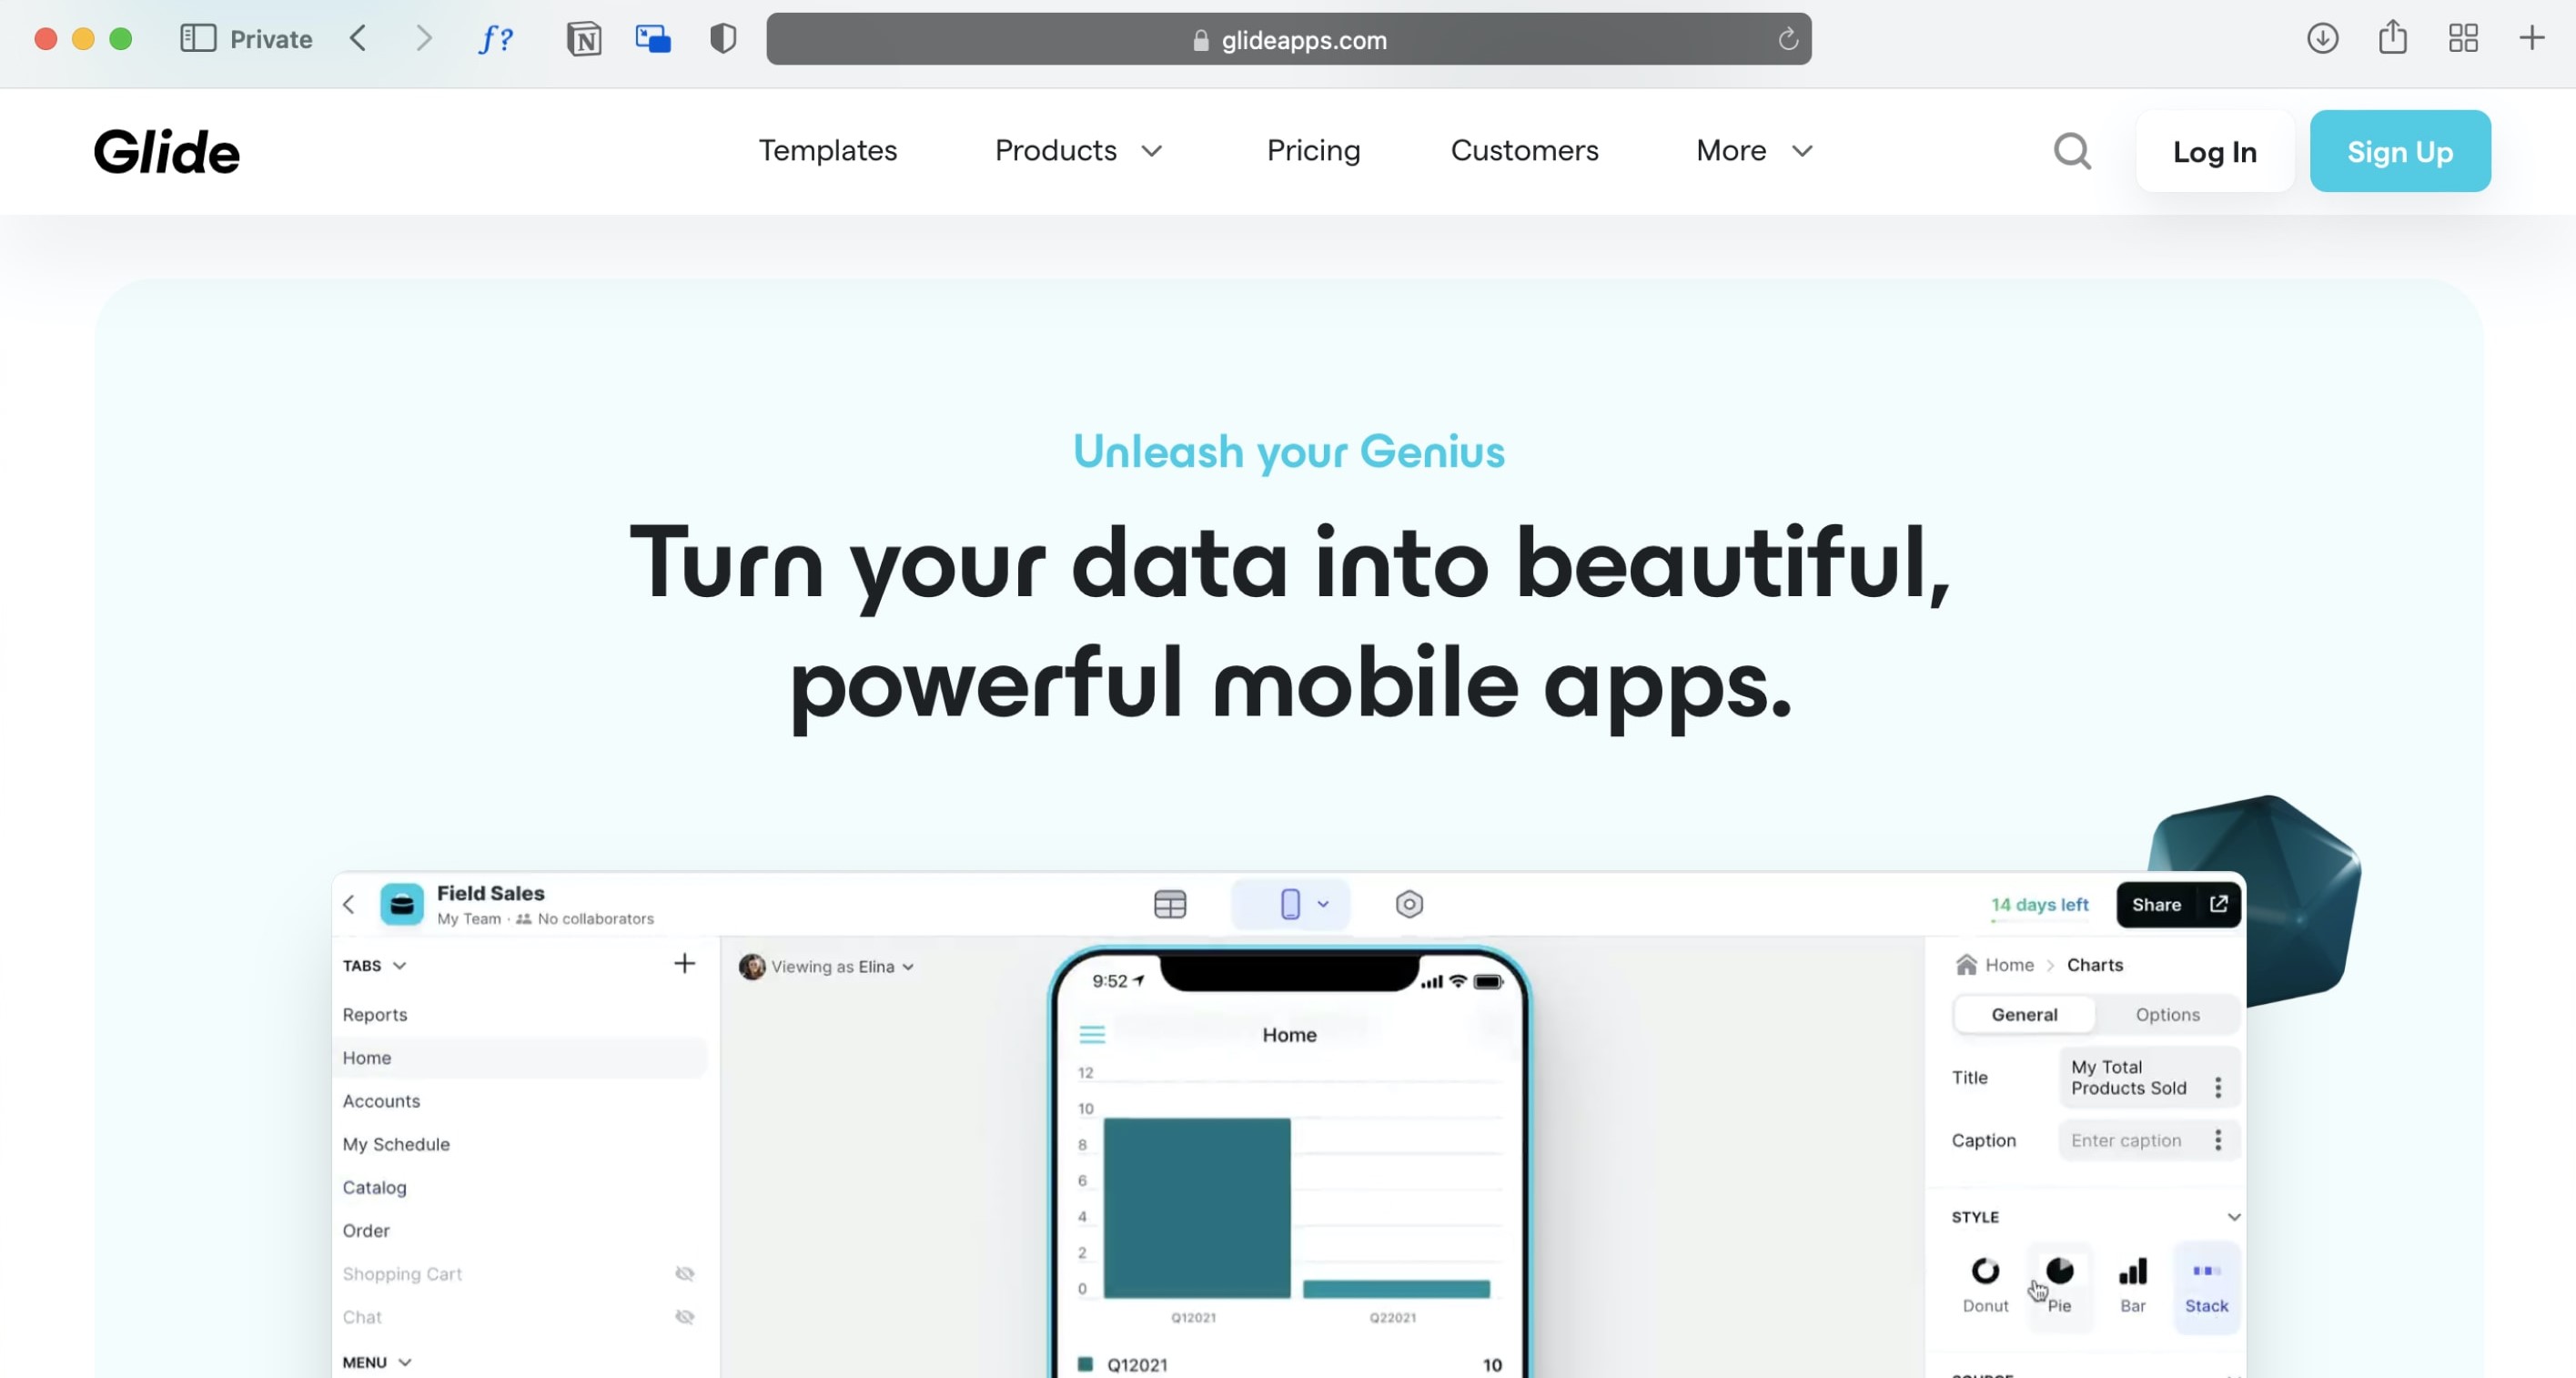 Private
ƒ?
N
glideapps.com
Glide
Templates
Products
Pricing
Customers
More
Log In
Sign Up
Unleash your Genius
Turn your data into beautiful,
powerful mobile apps.
Field Sales
My Team · No collaborators
14 days left
Share
TABS
Reports
Home
Accounts
My Schedule
Catalog
Order
Shopping Cart
Chat
MENU
Viewing as Elina
9:52
Home
12
10
8
6
4
2
0
Q12021 Q22021
Q12021 10
Home > Charts
General Options
Title My Total
Products Sold
Caption Enter caption
STYLE
Donut Pie Bar Stack